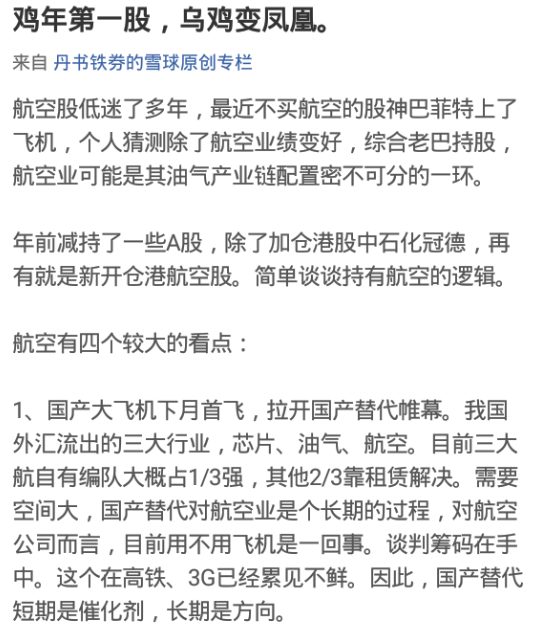 鸡年第一股，乌鸡变凤凰。
来自 丹书铁券的雪球原创专栏
航空股低迷了多年，最近不买航空的股神巴菲特上了
飞机，个人猜测除了航空业绩变好，综合老巴持股，
航空业可能是其油气产业链配置密不可分的一环。
年前减持了一些A股，除了加仓港股中石化冠德，再
有就是新开仓港航空股。简单谈谈持有航空的逻辑。
航空有四个较大的看点：
1、国产大飞机下月首飞，拉开国产替代帷幕。我国
外汇流出的三大行业，芯片、油气、航空。目前三大
航自有编队大概占1/3强，其他2/3靠租赁解决。需要
空间大，国产替代对航空业是个长期的过程，对航空
公司而言，目前用不用飞机是一回事。谈判筹码在手
中。这个在高铁、3G已经累见不鲜。因此，国产替代
短期是催化剂，长期是方向。